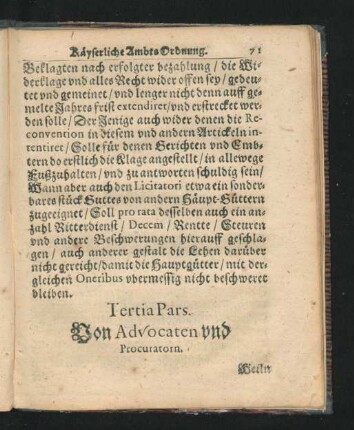 Käyserliche Ambts Ordnung. 71
Beklagten nach erfolgter bezahlung / die Wi-
derklage vnd alles Recht wider offen sey / gedeu-
tet vnd gemeinet / vnd lenger nicht denn auff ge-
melte Jahres frist extendiret / vnd erstrecket wer-
den solle / Der Jenige auch wider denen die Re-
convention in diesem vnd andern Artickeln in-
tentiret / Solle für denen Gerichten vnd Emb-
tern do erstlich die Klage angestellt / in allewege
Fußzuhalten / vnd zu antworten schuldig sein /
Wann aber auch den Licitatori etwa ein sonder-
bares stück Guttes von andern Häupt-Güttern
zugeeignet / Soll pro rata desselben auch ein an-
zahl Ritterdienst / Decem / Rentte / Steuren
vnd andere Beschwerungen hierauff geschla-
gen / auch anderer gestalt die Lehen darüber
nicht gereicht / damit die Hauptgütter / mit der-
gleichen Oneribus vbermessig nicht beschweret
bleiben.
Tertia Pars.
Von Advocaten vnd
Procuratorn.
Weiln